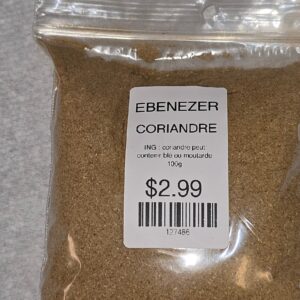 EBENEZER
CORIANDRE
ING : coriandre peut
contenir blé ou moutarde
100g
$2.99
127486